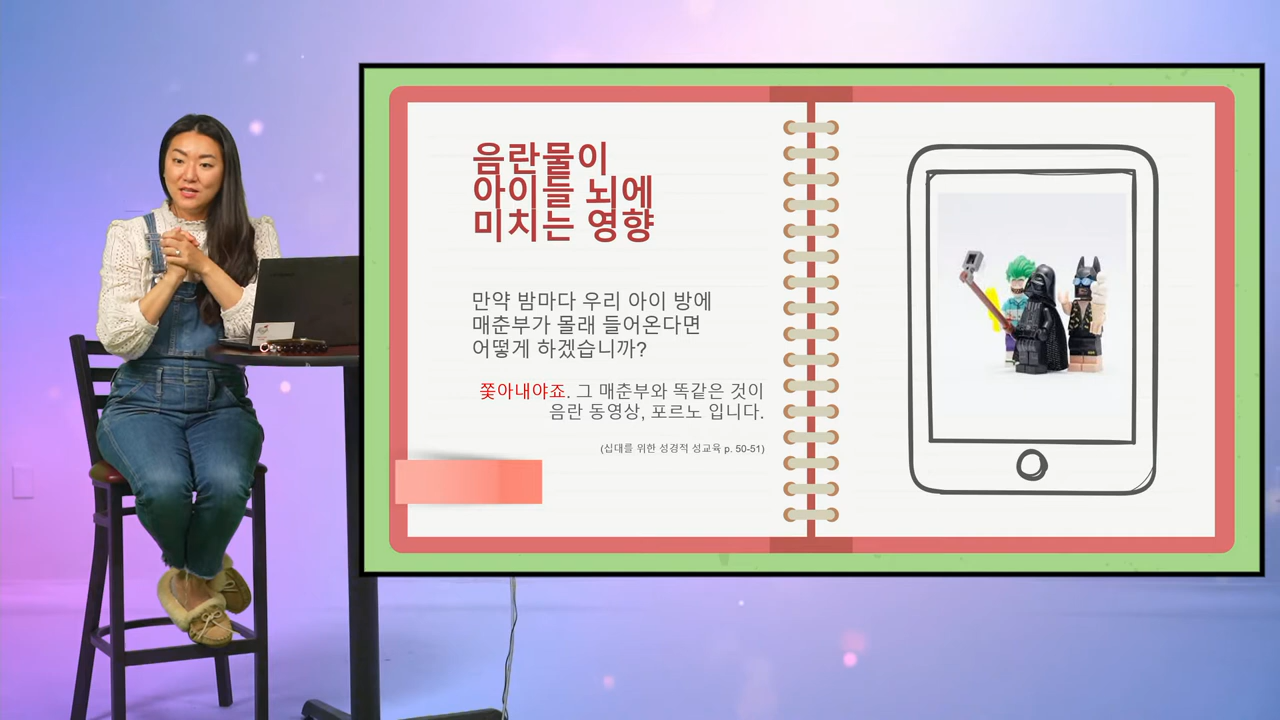 음란물이
아이들 뇌에
미치는 영향
만약 밤마다 우리 아이 방에
매춘부가 몰래 들어온다면
어떻게 하겠습니까?
쫓아내야죠. 그 매춘부와 똑같은 것이
음란 동영상, 포르노 입니다.
(십대를 위한 성경적 성교육 p. 50-51)